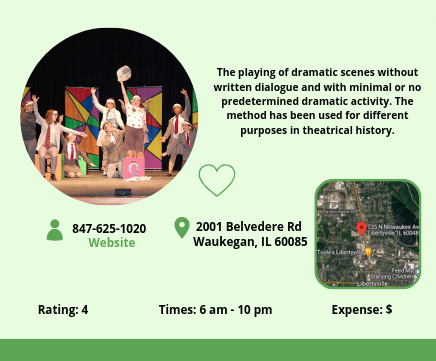 The playing of dramatic scenes without
written dialogue and with minimal or no
predetermined dramatic activity. The
method has been used for different
purposes in theatrical history.
847-625-1020
Website
2001 Belvedere Rd
Waukegan, IL 60085
735 N Milwaukee Av
Libertyville, IL 60048
Toole's Libertyvill
Feed My
Starving Children
Libertyville
Rating: 4
Times: 6 am - 10 pm
Expense: $